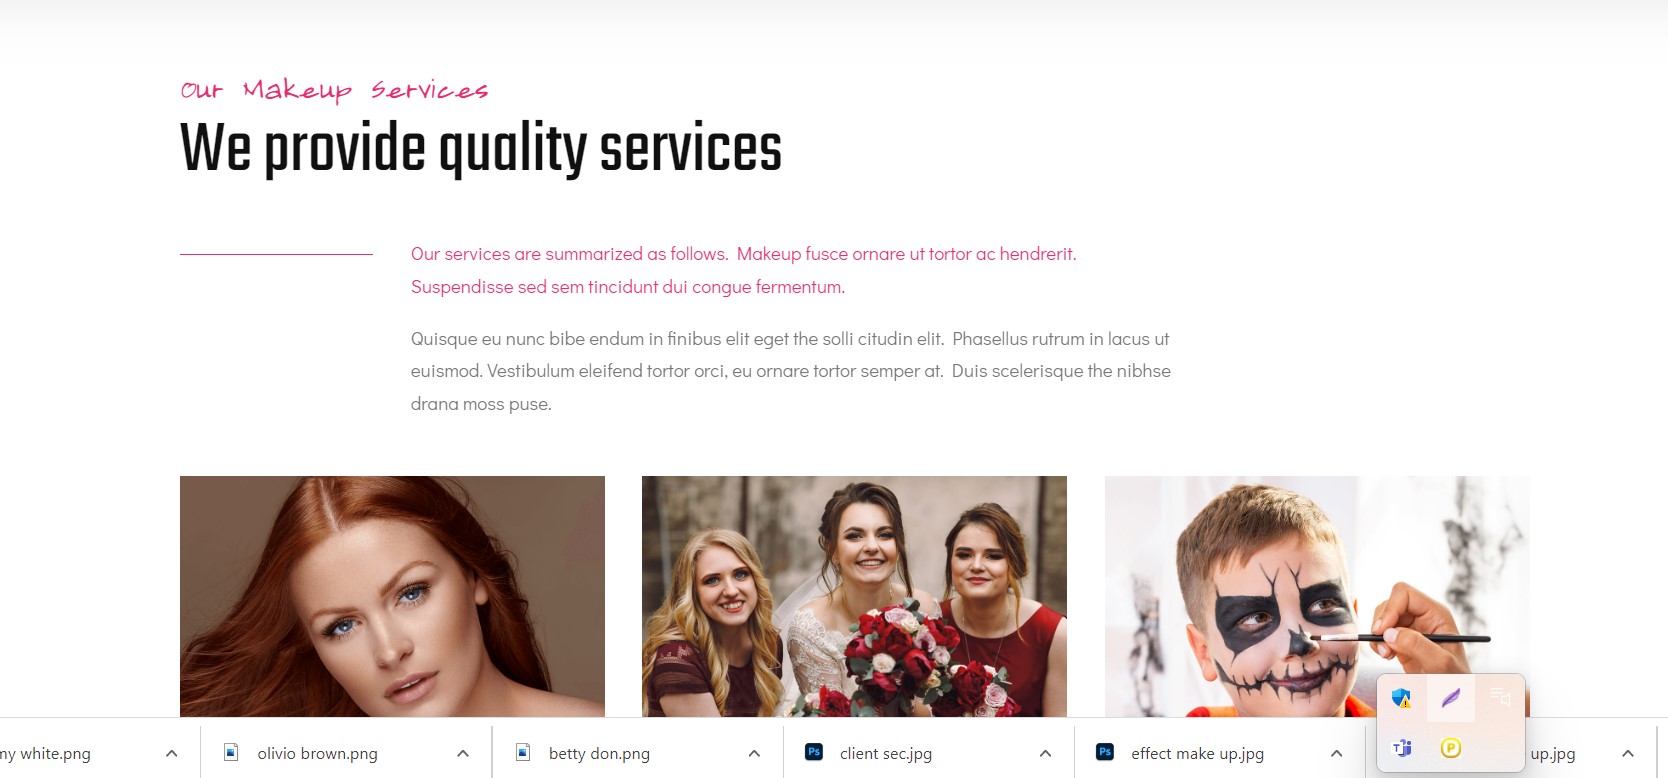 Our Makeup Services
We provide quality services
Our services are summarized as follows. Makeup fusce ornare ut tortor ac hendrerit.
Suspendisse sed sem tincidunt dui congue fermentum.
Quisque eu nunc bibe endum in finibus elit eget the solli citudin elit. Phasellus rutrum in lacus ut
euismod. Vestibulum eleifend tortor orci, eu ornare tortor semper at. Duis scelerisque the nibhse
drana moss puse.
my white.png olivio brown.png betty don.png client sec.jpg effect make up.jpg up.jpg